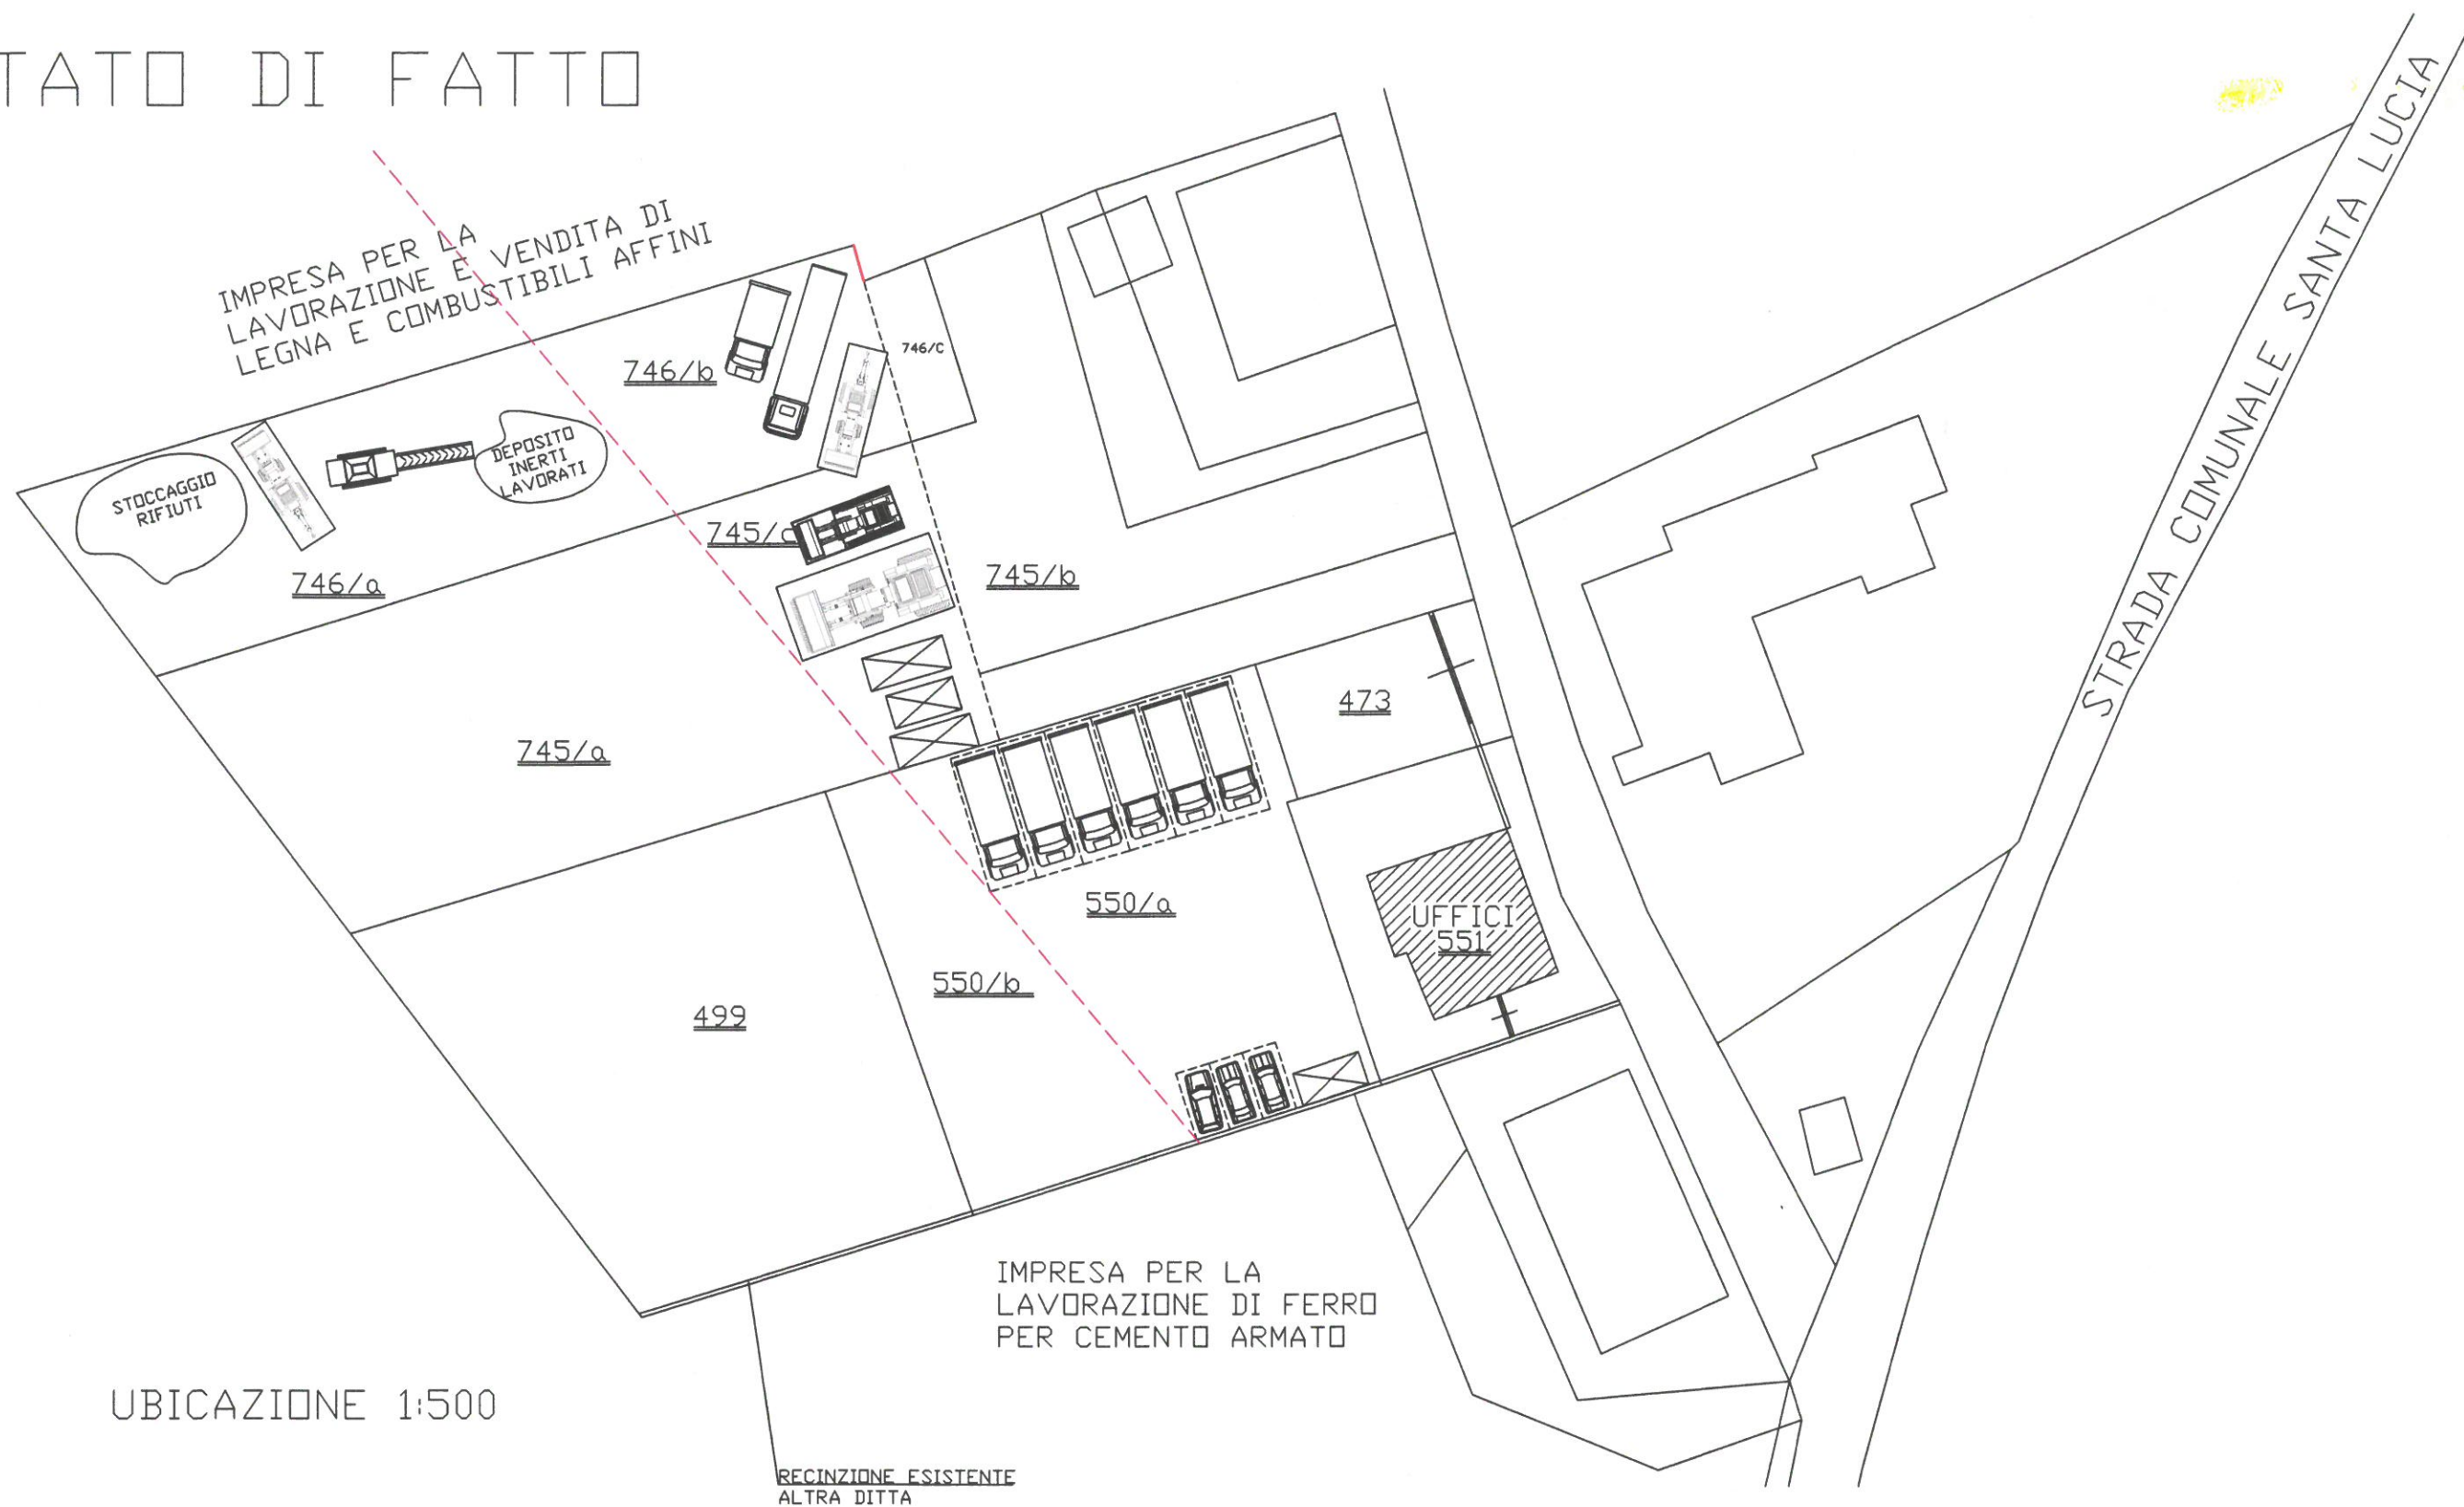 TATO DI FATTO
IMPRESA PER LA
LAVORAZIONE E VENDITA DI
LEGNA E COMBUSTIBILI AFFINI
STRADA COMUNALE SANTA LUCIA
746/b
746/C
DEPOSITO
INERTI
LAVORATI
STOCCAGGIO
RIFIUTI
746/a
745/c
745/b
745/a
473
550/a
UFFICI
551
550/b
499
IMPRESA PER LA
LAVORAZIONE DI FERRO
PER CEMENTO ARMATO
UBICAZIONE 1:500
RECINZIONE ESISTENTE
ALTRA DITTA